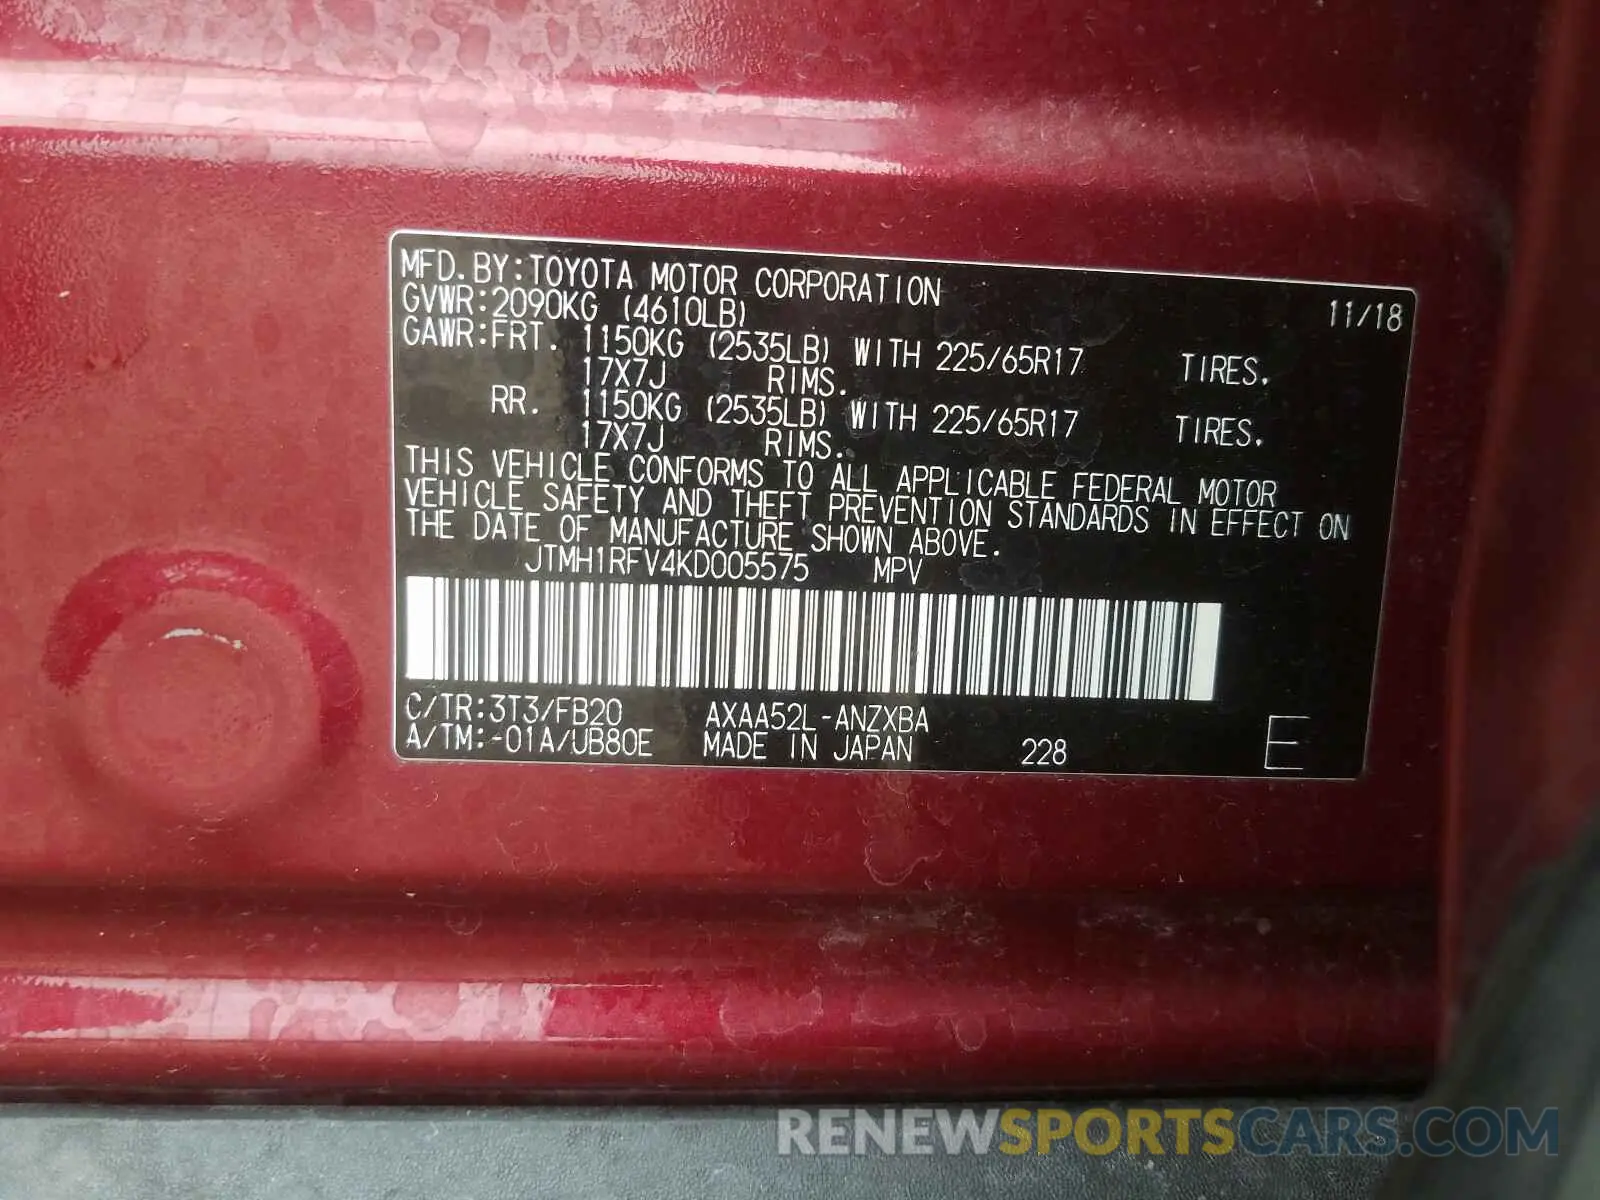 MFD.BY:TOYOTA MOTOR CORPORATION 11/18
GVWR:2090KG (4610LB)
GAWR:FRT. 1150KG (2535LB) WITH 225/65R17 TIRES.
17X7J RIMS.
RR. 1150KG (2535LB) WITH 225/65R17 TIRES.
17X7J RIMS.
THIS VEHICLE CONFORMS TO ALL APPLICABLE FEDERAL MOTOR
VEHICLE SAFETY AND THEFT PREVENTION STANDARDS IN EFFECT ON
THE DATE OF MANUFACTURE SHOWN ABOVE.
JTMH1RFV4KD005575 MPV
C/TR:3T3/FB20 AXAA52L-ANZXBA
A/TM:-01A/UB80E MADE IN JAPAN 228 E
RENEWSPORTSCARS.COM